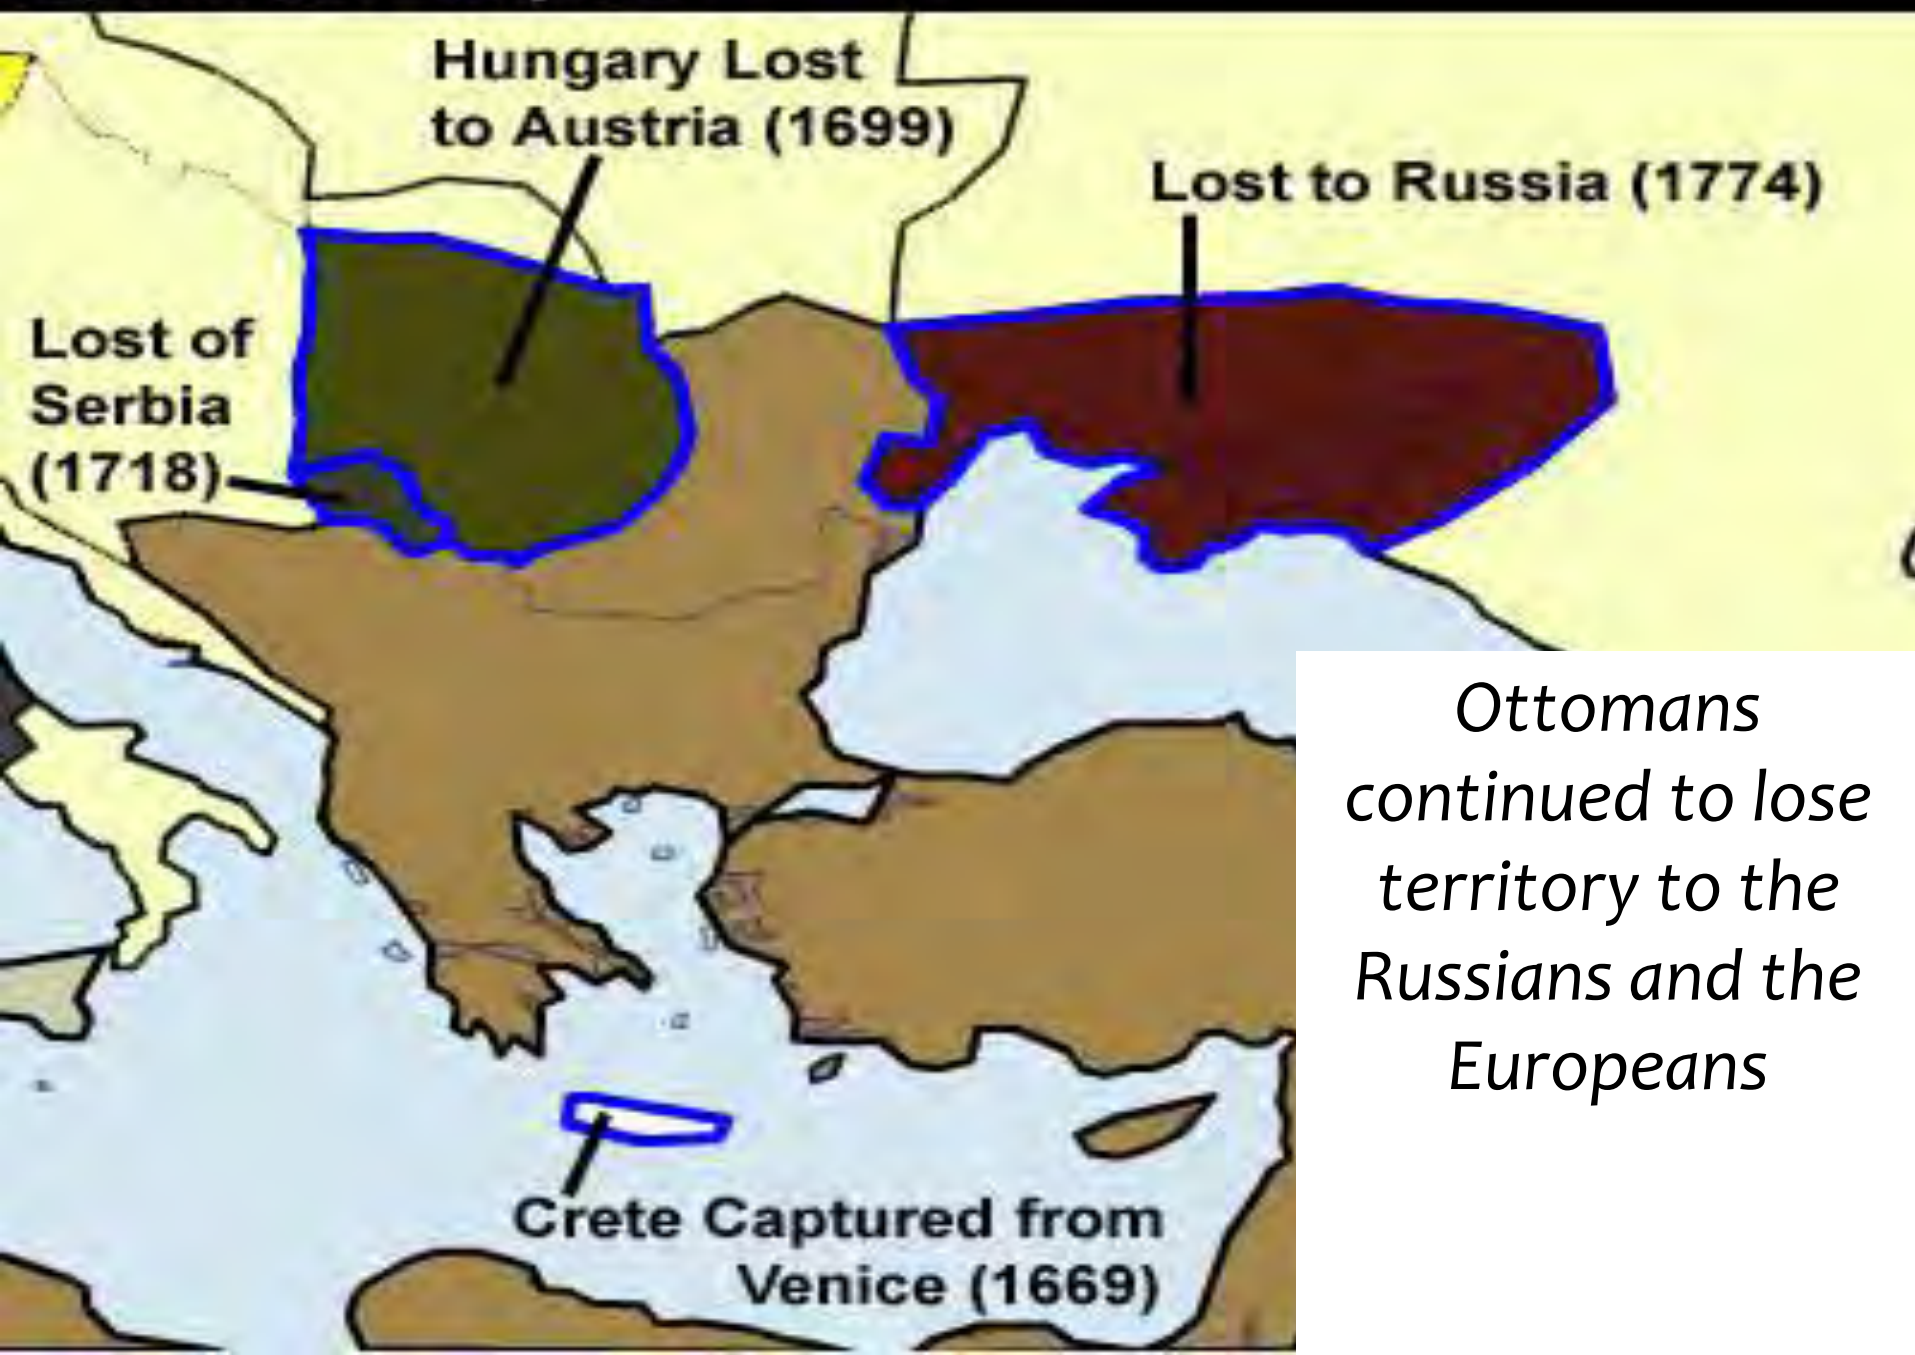 Hungary Lost
to Austria (1699)
Lost to Russia (1774)
Lost of
Serbia
(1718)
Ottomans
continued to lose
territory to the
Russians and the
Europeans
Crete Captured from
Venice (1669)